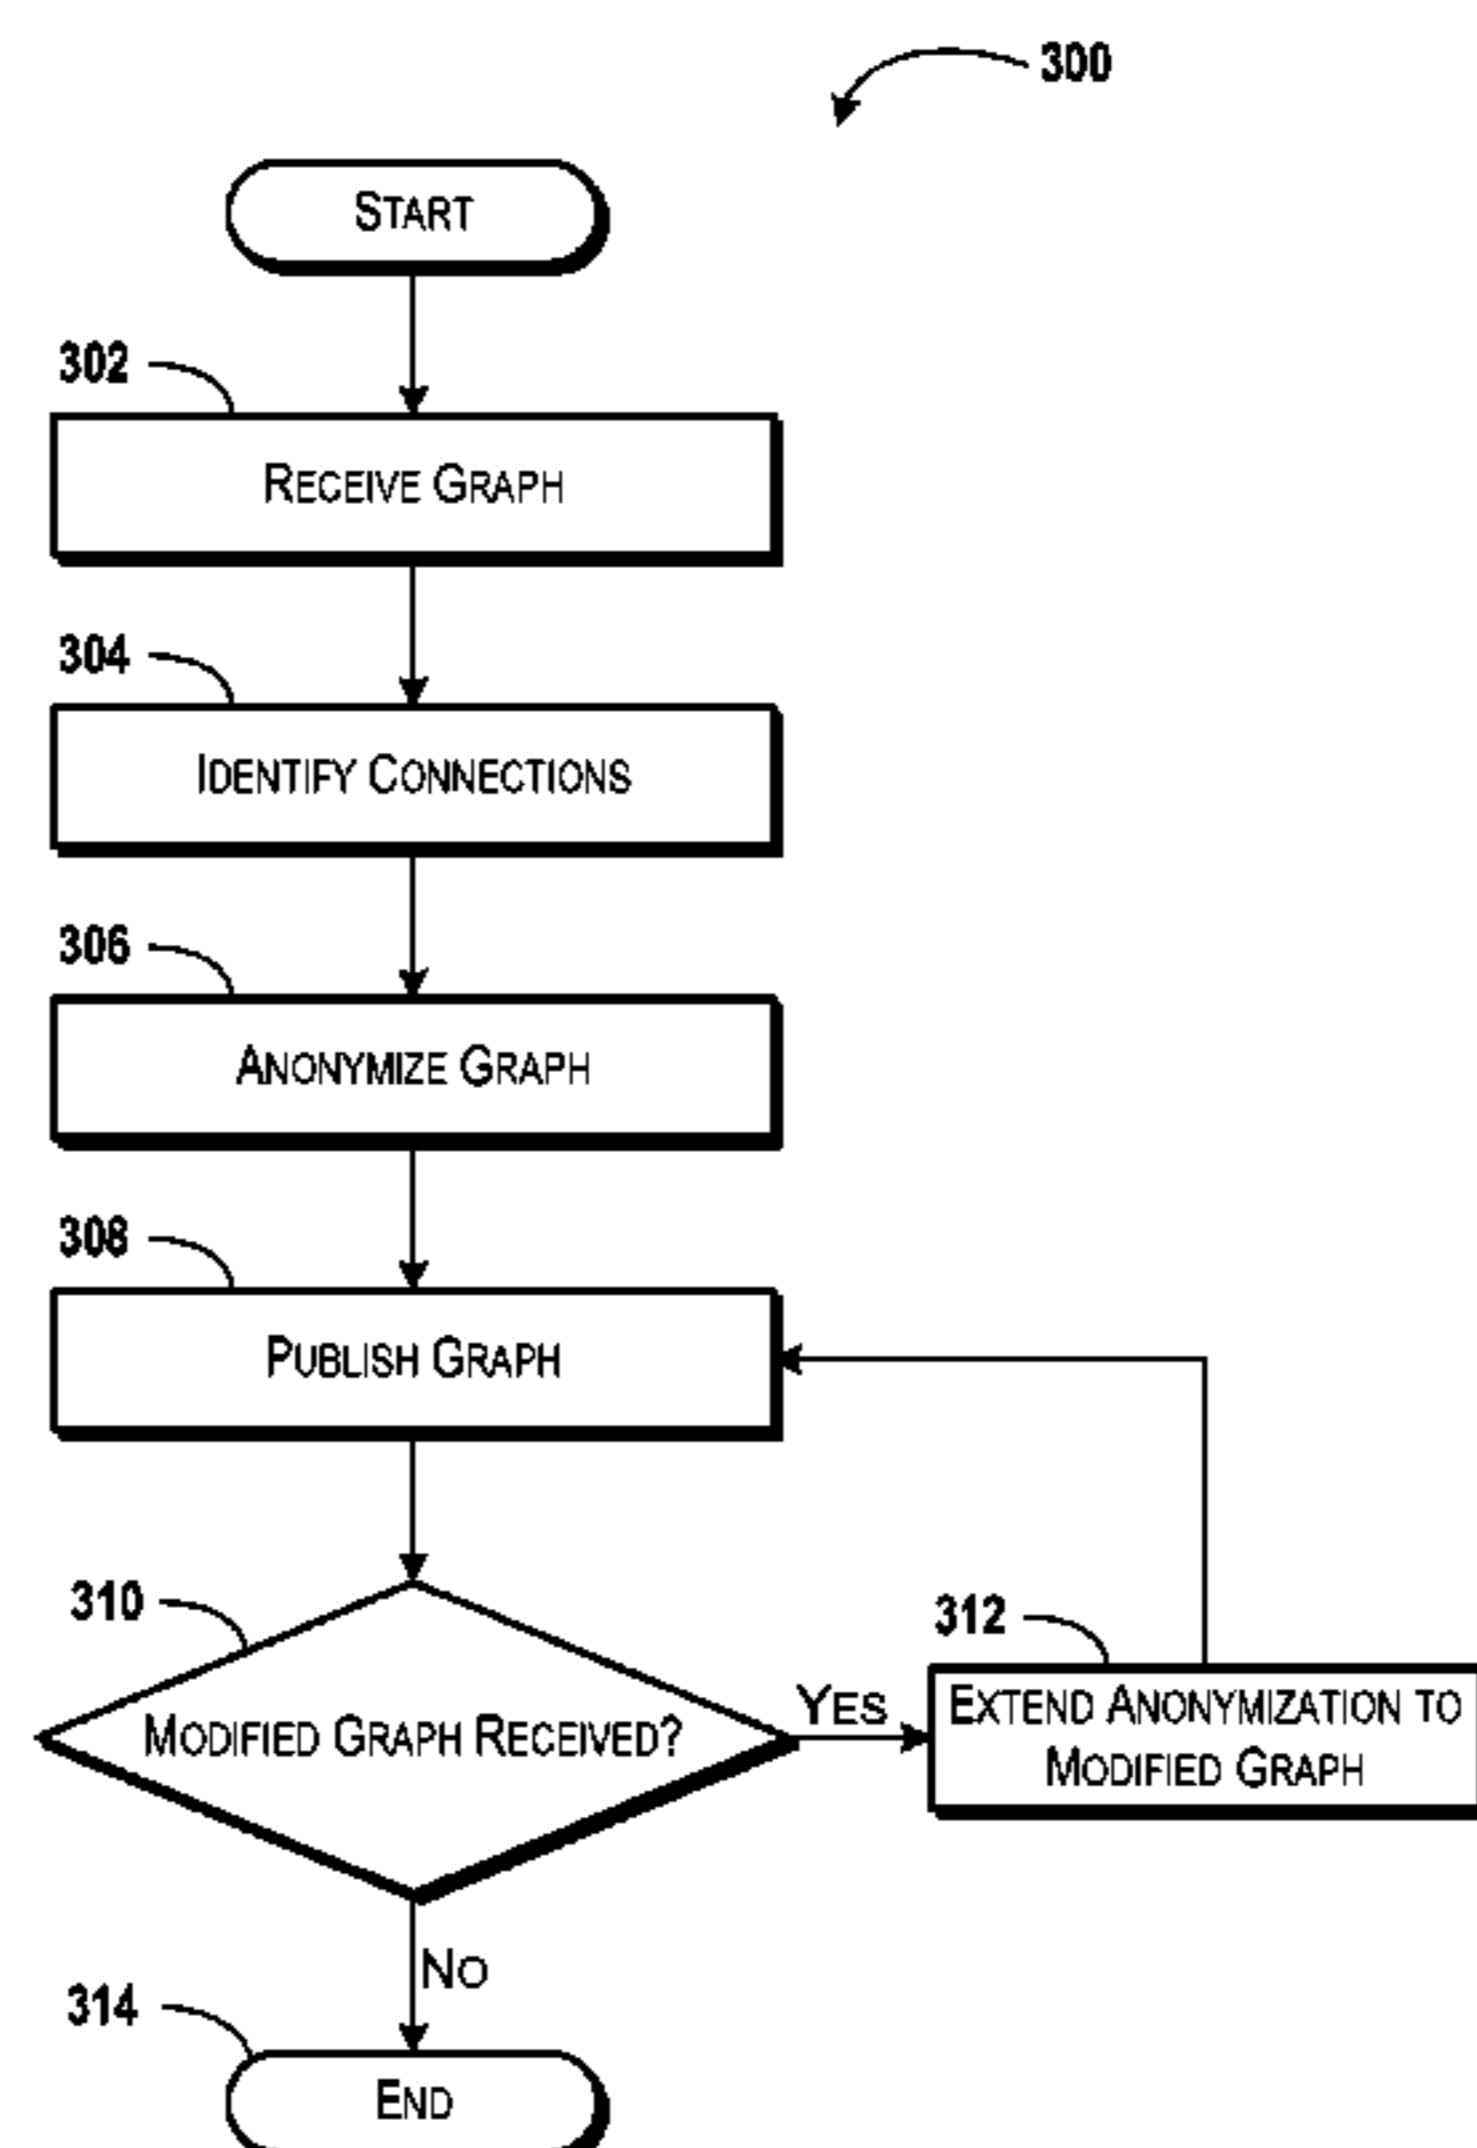 300
START
302
RECEIVE GRAPH
304
IDENTIFY CONNECTIONS
306
ANONYMIZE GRAPH
308
PUBLISH GRAPH
310
MODIFIED GRAPH RECEIVED?
YES
312
EXTEND ANONYMIZATION TO
MODIFIED GRAPH
NO
314
END